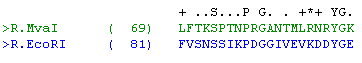 + ..S...P G. . +*+ YG.
>R.MvaI ( 69) LFTKSPTNPRGANTMLRNRYGK
>R.EcoRI ( 81) FVSNSSIKPDGGIVEVKDDYGE